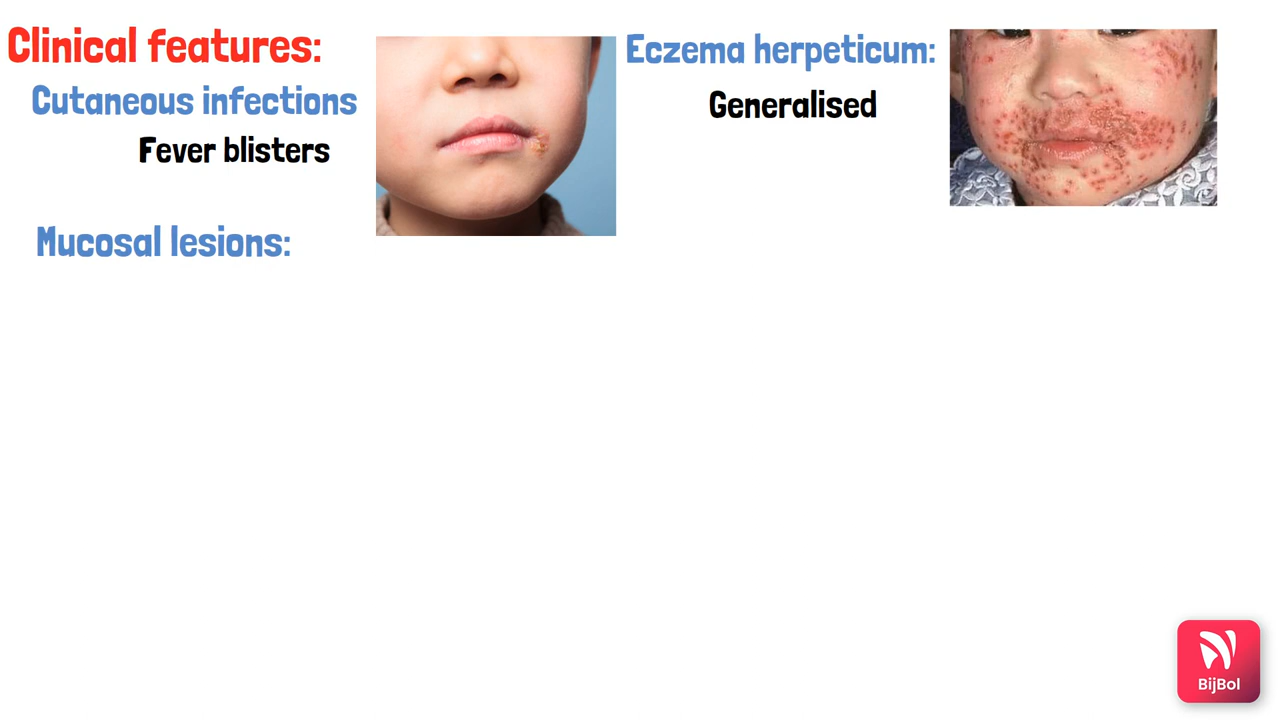 Clinical features:
Cutaneous infections
Fever blisters
Mucosal lesions:
Eczema herpeticum:
Generalised
BijBol